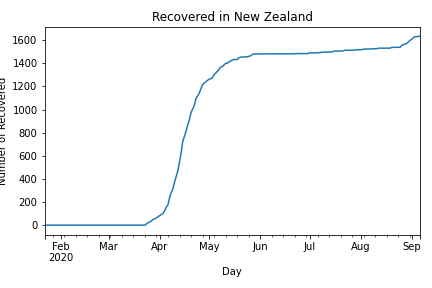 Recovered in New Zealand
Number of Recovered
1600
1400
1200
1000
800
600
400
200
0
Feb Mar Apr May Jun Jul Aug Sep
2020
Day